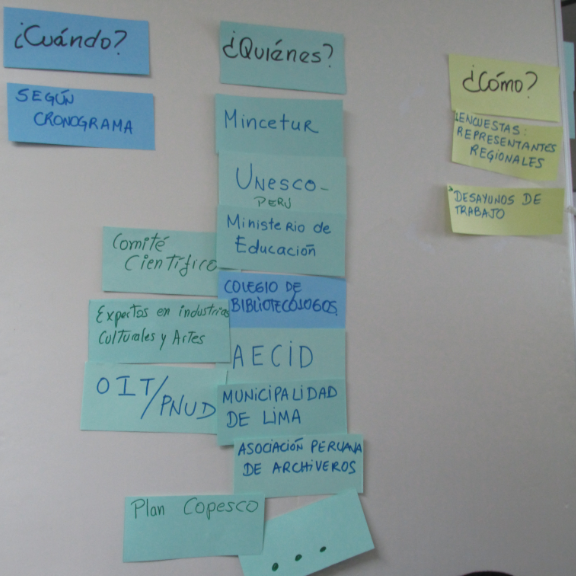 ¿Cuándo?
SEGÚN
CRONOGRAMA
¿Quiénes?
Mincetur
UNESCO-
PERÚ
Ministerio de
Educación
Comité
Científico
COLEGIO DE
BIBLIOTECOLOGOS
Expertos en industrias
Culturales y Artes
AECID
OIT/PNUD
MUNICIPALIDAD
DE LIMA
ASOCIACIÓN PERUANA
DE ARCHIVEROS
Plan Copesco
...
¿Cómo?
ENCUESTAS:
REPRESENTANTES
REGIONALES
DESAYUNOS DE
TRABAJO